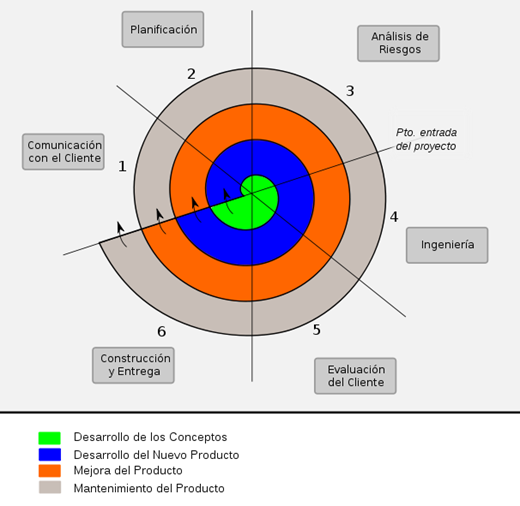 Planificación
Análisis de
Riesgos
2
3
Pto. entrada
del proyecto
Comunicación
con el Cliente
1
4
Ingeniería
6
5
Construcción
y Entrega
Evaluación
del Cliente
Desarrollo de los Conceptos
Desarrollo del Nuevo Producto
Mejora del Producto
Mantenimiento del Producto